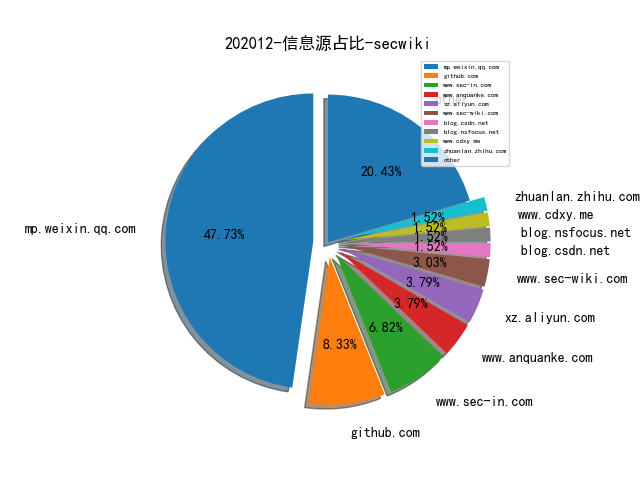 202012-信息源占比-secwiki
mp.weixin.qq.com
github.com
www.sec-in.com
www.anquanke.com
xz.aliyun.com
www.sec-wiki.com
blog.csdn.net
blog.nsfocus.net
www.cdxy.me
zhuanlan.zhihu.com
other
other
20.43%
zhuanlan.zhihu.com
1.52%
www.cdxy.me
1.52%
blog.nsfocus.net
1.52%
blog.csdn.net
1.52%
mp.weixin.qq.com
47.73%
3.03%
www.sec-wiki.com
3.79%
xz.aliyun.com
3.79%
www.anquanke.com
6.82%
www.sec-in.com
8.33%
github.com